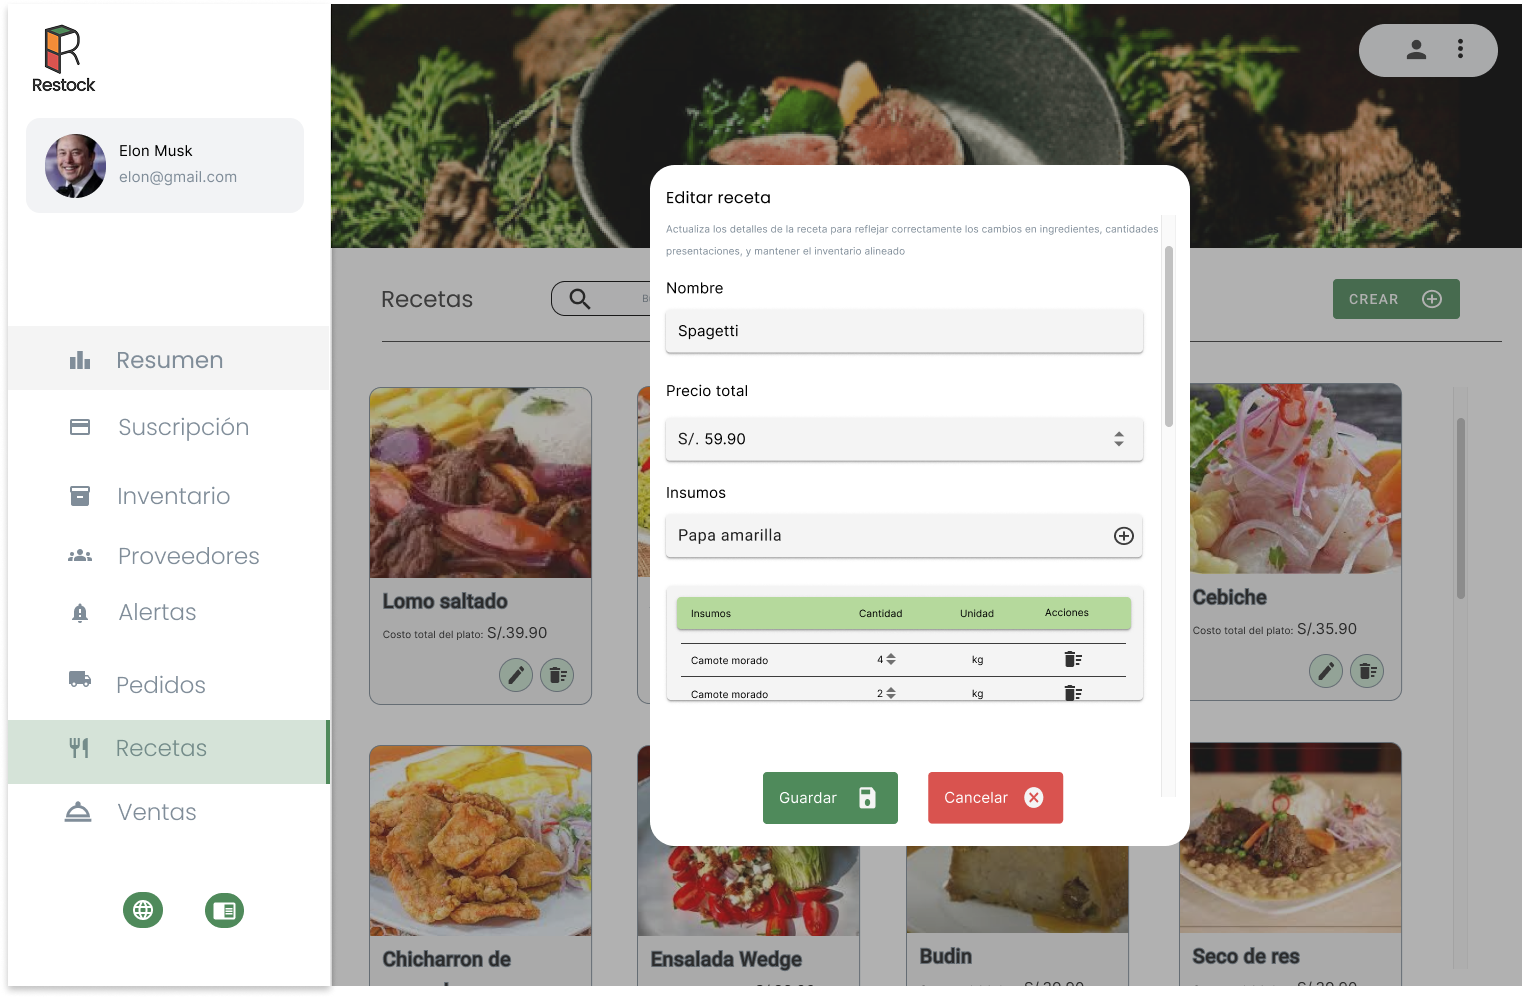 Restock
Elon Musk
elon@gmail.com
Resumen
Suscripción
Inventario
Proveedores
Alertas
Pedidos
Recetas
Ventas
Recetas
CREAR
Editar receta
Actualiza los detalles de la receta para reflejar correctamente los cambios en ingredientes, cantidades
presentaciones, y mantener el inventario alineado
Nombre
Spagetti
Precio total
S/. 59.90
Insumos
Papa amarilla
Insumos Cantidad Unidad Acciones
Camote morado 4 kg
Camote morado 2 kg
Guardar
Cancelar
Lomo saltado
Costo total del plato: S/.39.90
Cebiche
Costo total del plato: S/.35.90
Chicharron de
Ensalada Wedge
Budin
Seco de res